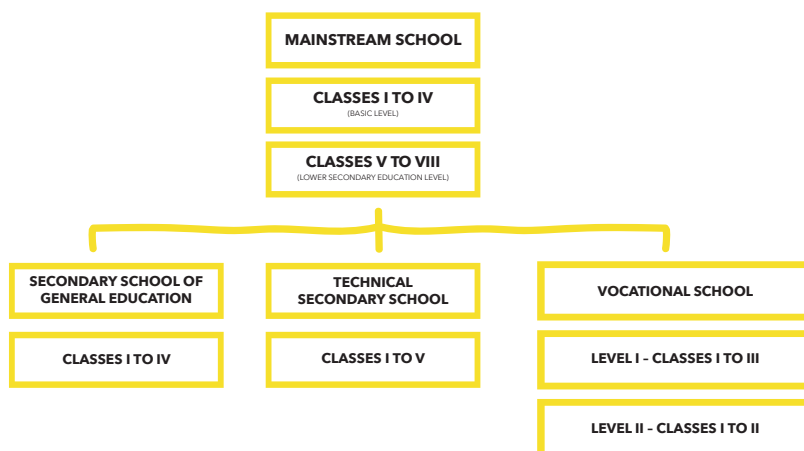 MAINSTREAM SCHOOL
CLASSES I TO IV
(BASIC LEVEL)
CLASSES V TO VIII
(LOWER SECONDARY EDUCATION LEVEL)
SECONDARY SCHOOL OF
GENERAL EDUCATION
CLASSES I TO IV
TECHNICAL
SECONDARY SCHOOL
CLASSES I TO V
VOCATIONAL SCHOOL
LEVEL I – CLASSES I TO III
LEVEL II – CLASSES I TO II